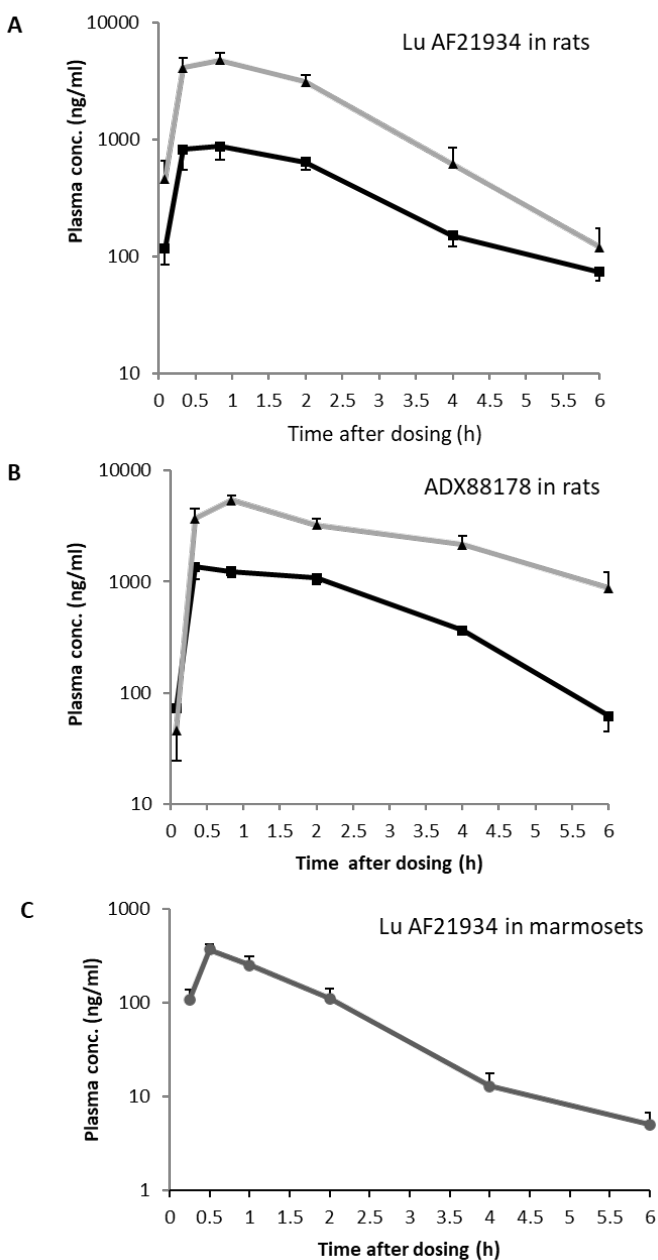 A
Lu AF21934 in rats
Plasma conc. (ng/ml)
10000
1000
100
10
0 0.5 1 1.5 2 2.5 3 3.5 4 4.5 5 5.5 6
Time after dosing (h)
B
ADX88178 in rats
Plasma conc. (ng/ml)
10000
1000
100
10
0 0.5 1 1.5 2 2.5 3 3.5 4 4.5 5 5.5 6
Time after dosing (h)
C
Lu AF21934 in marmosets
Plasma conc. (ng/ml)
1000
100
10
1
0 0.5 1 1.5 2 2.5 3 3.5 4 4.5 5 5.5 6
Time after dosing (h)